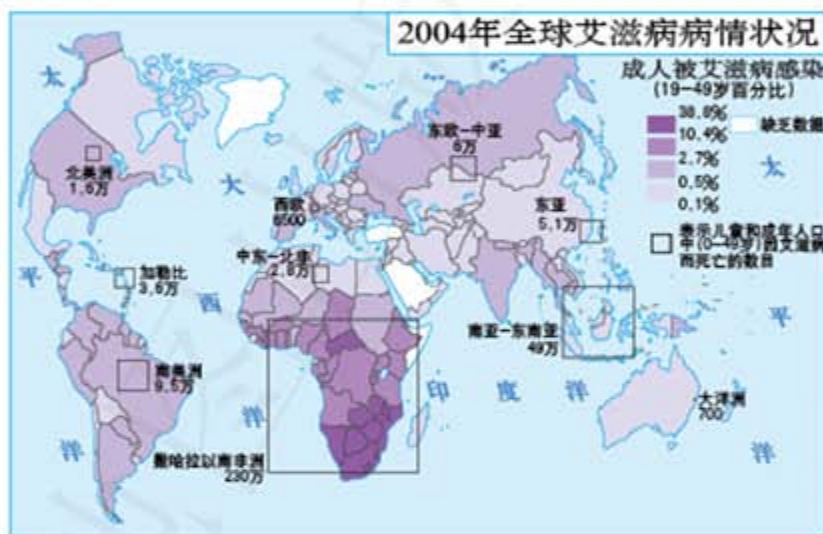 2004年全球艾滋病病情状况
成人被艾滋病感染
(19-49岁百分比)
38.8%
10.4%
2.7%
0.5%
0.1%
缺乏数据
表示儿童和成年人口
中(0-49岁)因艾滋病
而死亡的数目
太
平
洋
北美洲
1.6万
加勒比
3.6万
南美洲
9.5万
大
西
洋
西欧
6500
东欧-中亚
6万
中东-北非
2.8万
东亚
5.1万
南亚-东南亚
49万
撒哈拉以南非洲
230万
印 度 洋
大洋洲
700
太
平
洋